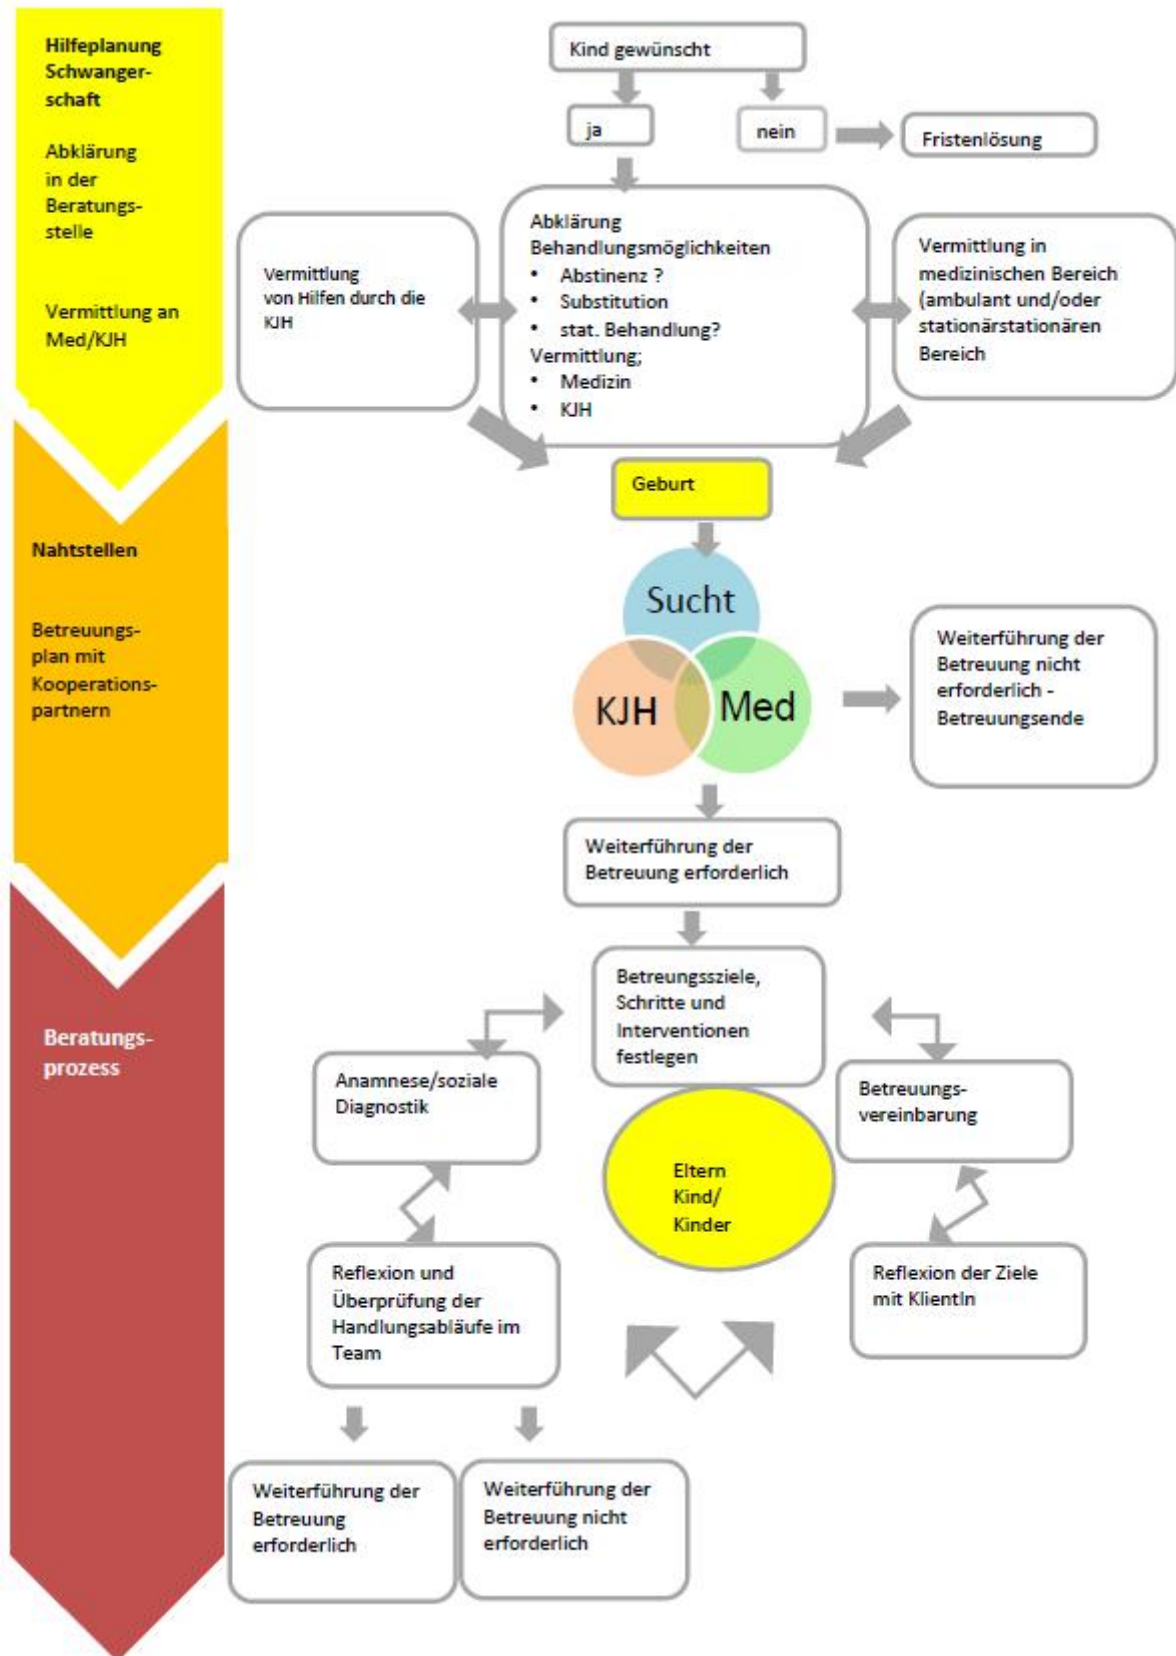 Hilfeplanung
Schwanger-
schaft
Abklärung
in der
Beratungs-
stelle
Vermittlung an
Med/KJH
Kind gewünscht
ja
nein
Fristenlösung
Vermittlung
von Hilfen durch die
KJH
Abklärung
Behandlungsmöglichkeiten
• Abstinenz ?
• Substitution
• stat. Behandlung?
Vermittlung;
• Medizin
• KJH
Vermittlung in
medizinischen Bereich
(ambulant und/oder
stationärstationären
Bereich
Geburt
Nahtstellen
Betreuungs-
plan mit
Kooperations-
partnern
Sucht
KJH
Med
Weiterführung der
Betreuung nicht
erforderlich -
Betreuungsende
Weiterführung der
Betreuung erforderlich
Beratungs-
prozess
Betreungssziele,
Schritte und
Interventionen
festlegen
Anamnese/soziale
Diagnostik
Betreuungs-
vereinbarung
Eltern
Kind/
Kinder
Reflexion und
Überprüfung der
Handlungsabläufe im
Team
Reflexion der Ziele
mit KlientIn
Weiterführung der
Betreuung
erforderlich
Weiterführung der
Betreuung nicht
erforderlich